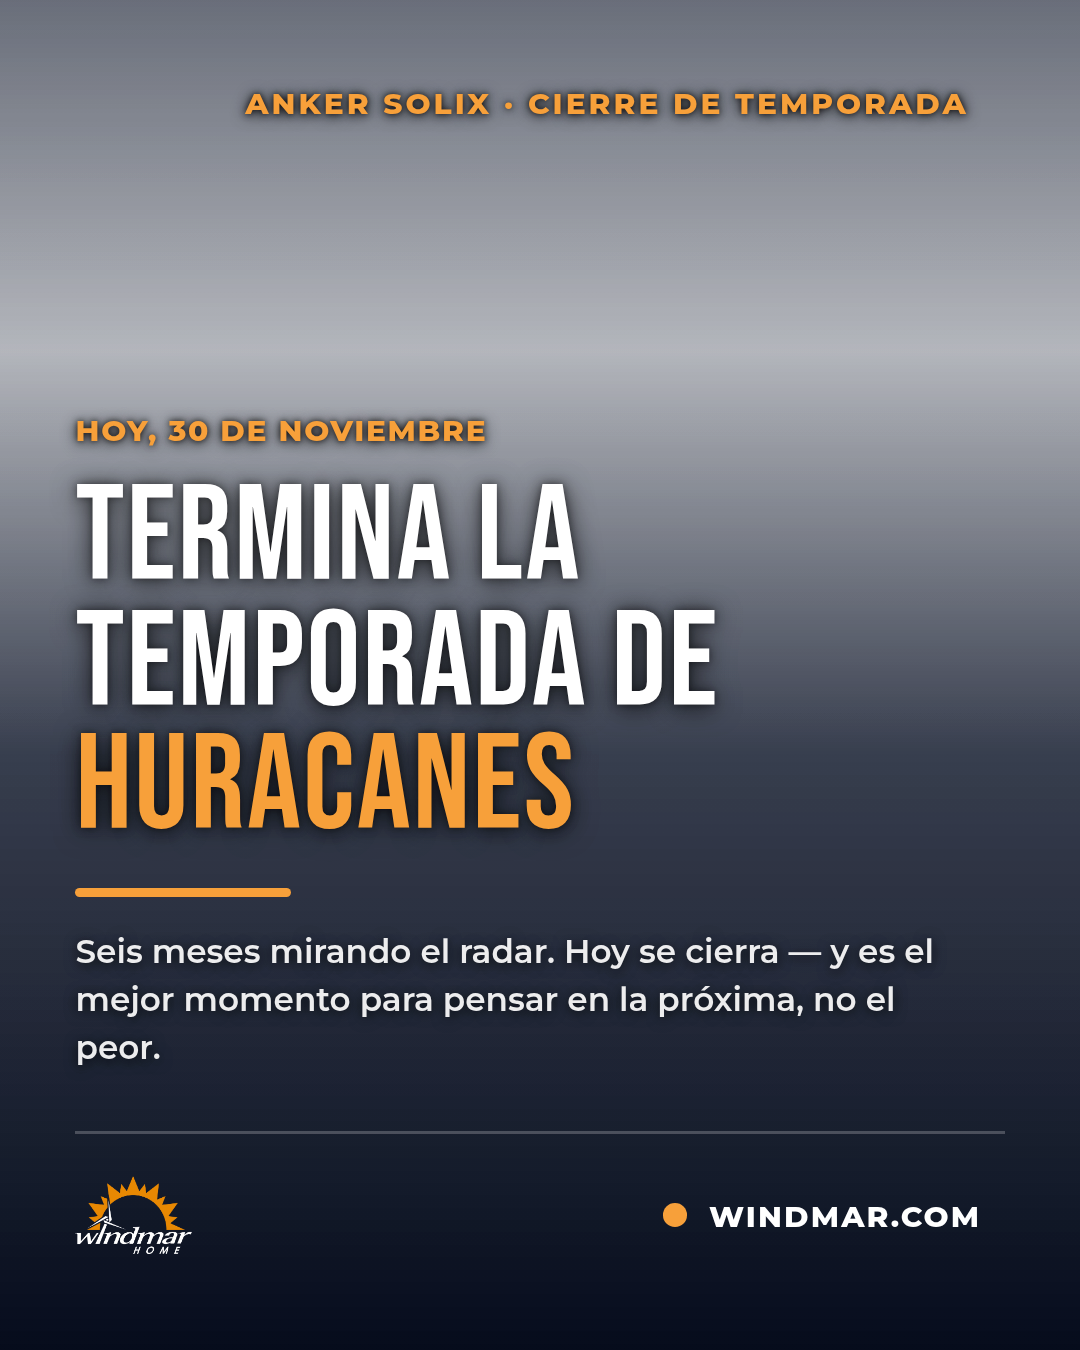 ANKER SOLIX · CIERRE DE TEMPORADA
HOY, 30 DE NOVIEMBRE
TERMINA LA
TEMPORADA DE
HURACANES
Seis meses mirando el radar. Hoy se cierra — y es el
mejor momento para pensar en la próxima, no el
peor.
windmar
HOME
WINDMAR.COM